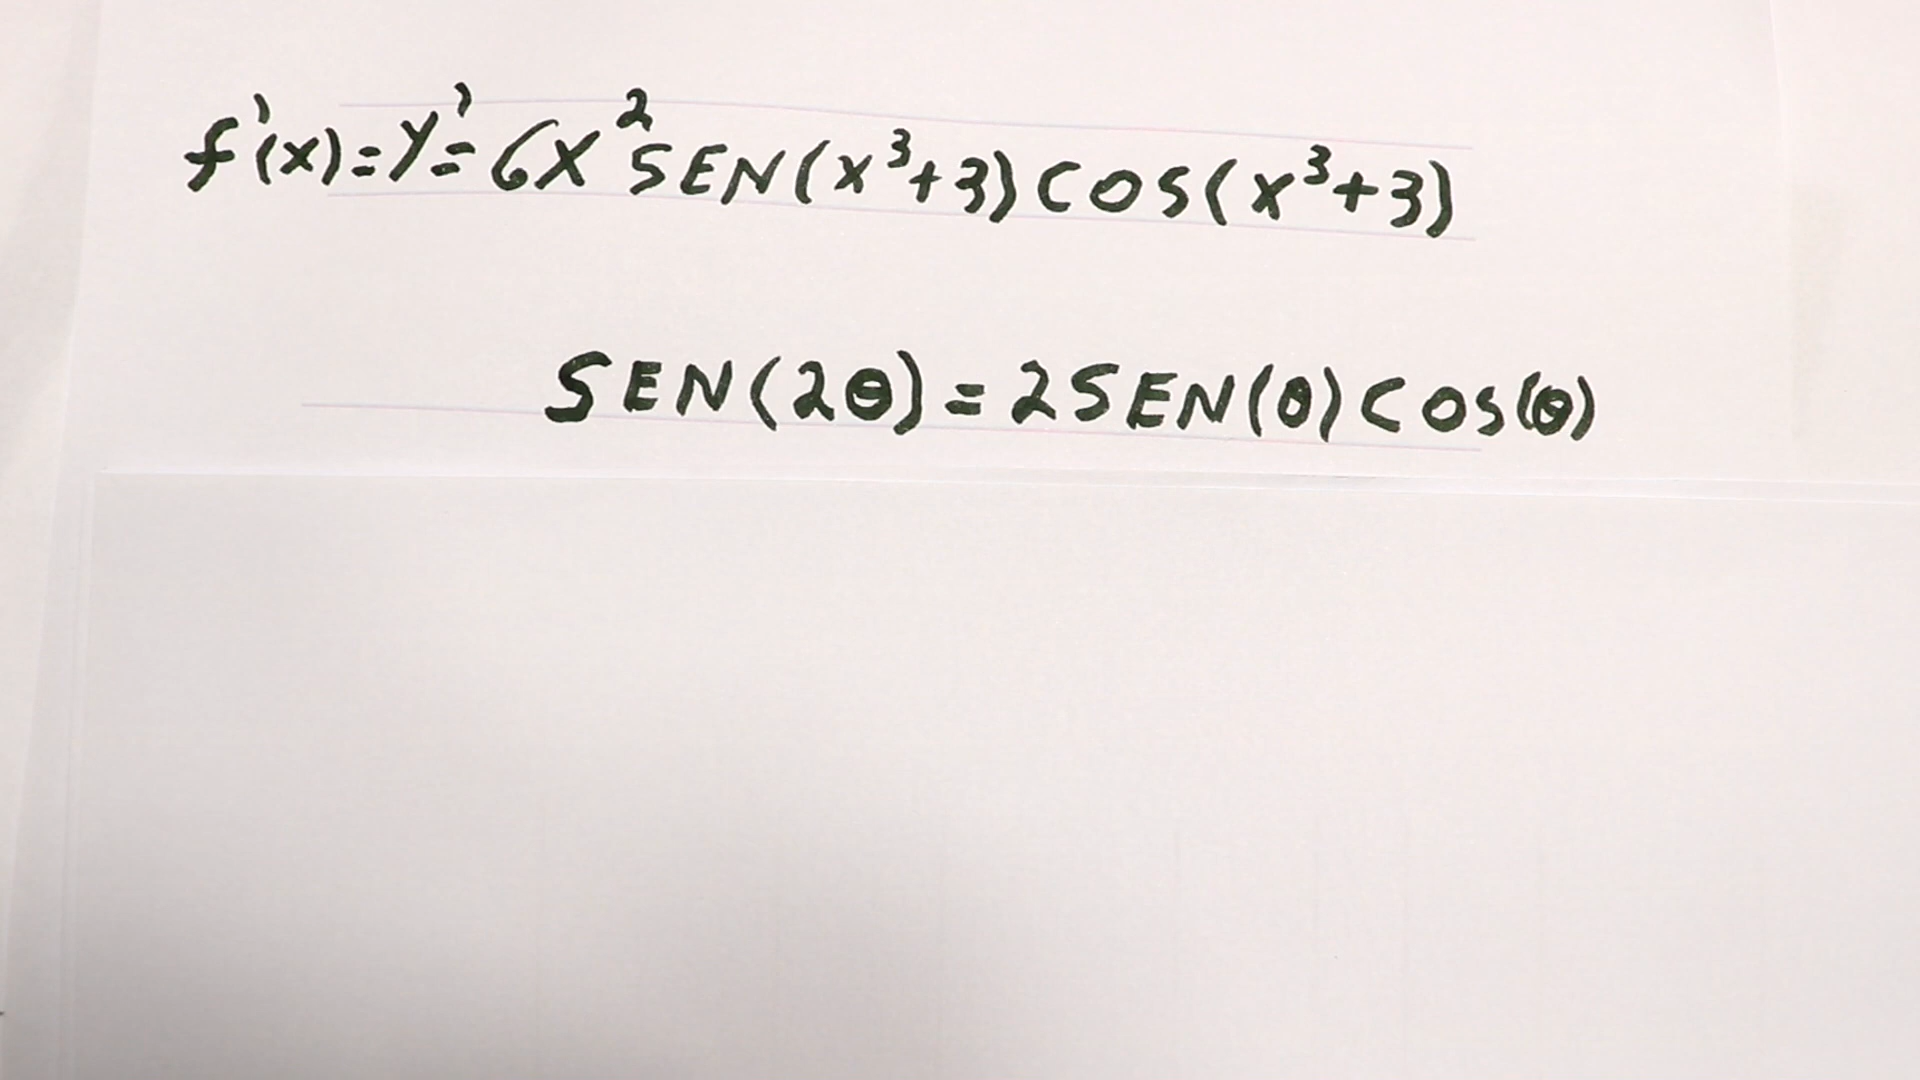 f'(x)=y'=6x²SEN(x³+3)COS(x³+3)
SEN(2θ)=2SEN(θ)COS(θ)